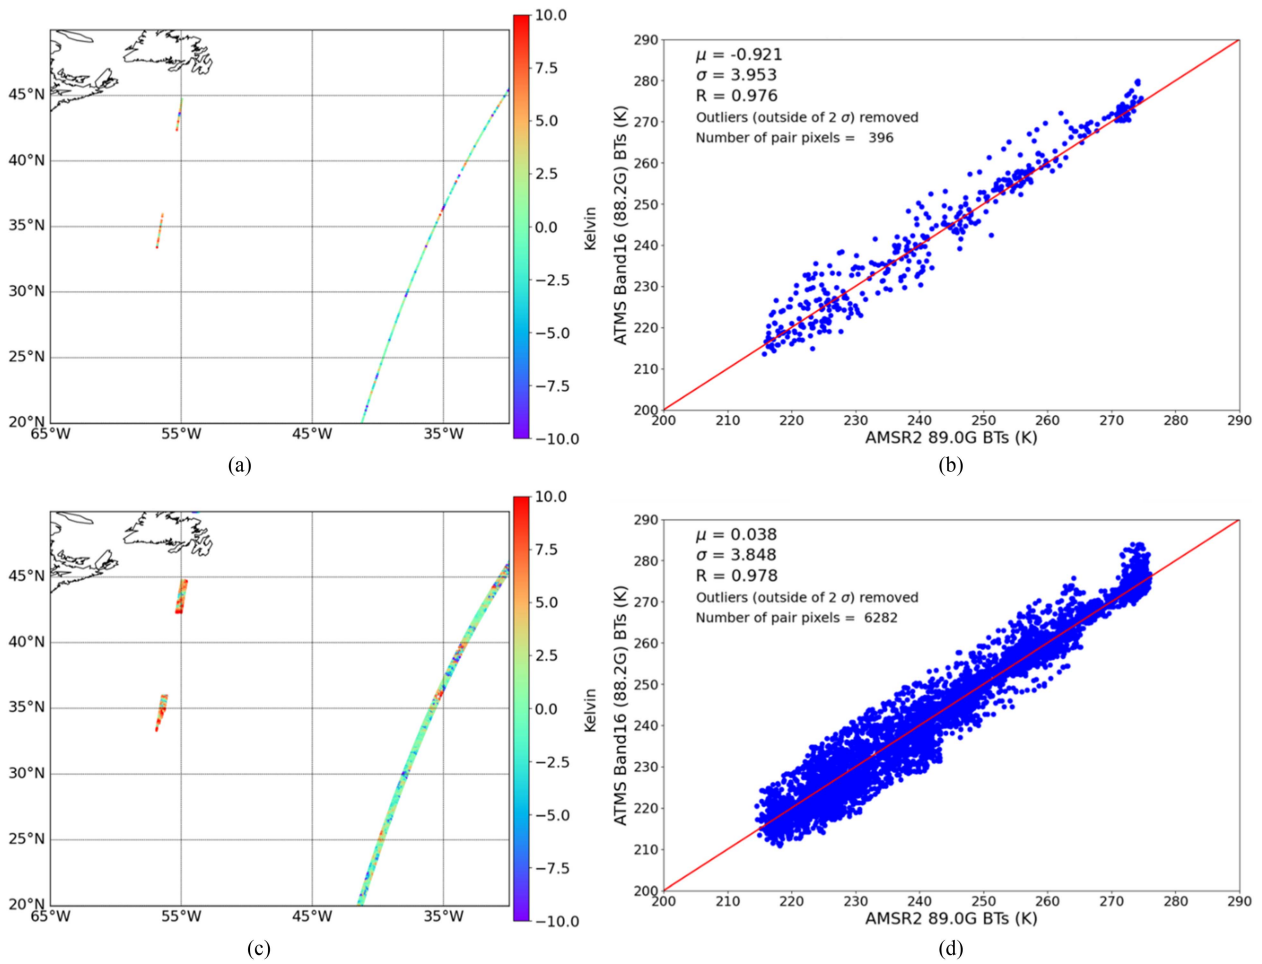 10.0
7.5
5.0
2.5
0.0
−2.5
−5.0
−7.5
−10.0
Kelvin
45°N
40°N
35°N
30°N
25°N
20°N
65°W
55°W
45°W
35°W
(a)
μ = -0.921
σ = 3.953
R = 0.976
Outliers (outside of 2 σ) removed
Number of pair pixels = 396
ATMS Band16 (88.2G) BTs (K)
290
280
270
260
250
240
230
220
210
200
200
210
220
230
240
250
260
270
280
290
AMSR2 89.0G BTs (K)
(b)
10.0
7.5
5.0
2.5
0.0
−2.5
−5.0
−7.5
−10.0
Kelvin
45°N
40°N
35°N
30°N
25°N
20°N
65°W
55°W
45°W
35°W
(c)
μ = 0.038
σ = 3.848
R = 0.978
Outliers (outside of 2 σ) removed
Number of pair pixels = 6282
ATMS Band16 (88.2G) BTs (K)
290
280
270
260
250
240
230
220
210
200
200
210
220
230
240
250
260
270
280
290
AMSR2 89.0G BTs (K)
(d)